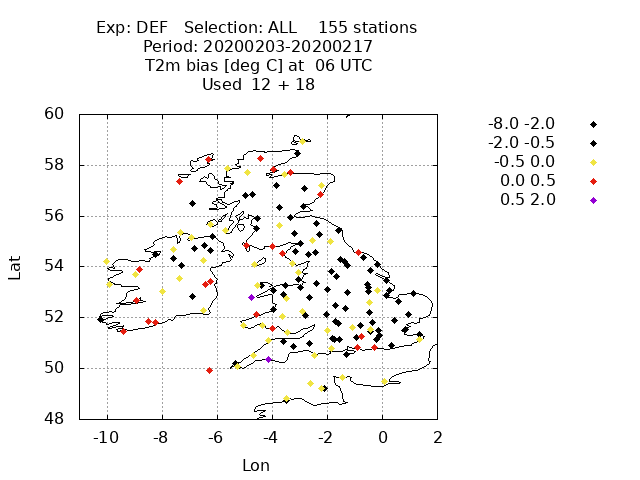 Exp: DEF Selection: ALL 155 stations
Period: 20200203-20200217
T2m bias [deg C] at 06 UTC
Used 12 + 18
60
58
56
54
52
50
48
-10 -8 -6 -4 -2 0 2
Lat
Lon
-8.0 -2.0
-2.0 -0.5
-0.5 0.0
0.0 0.5
0.5 2.0